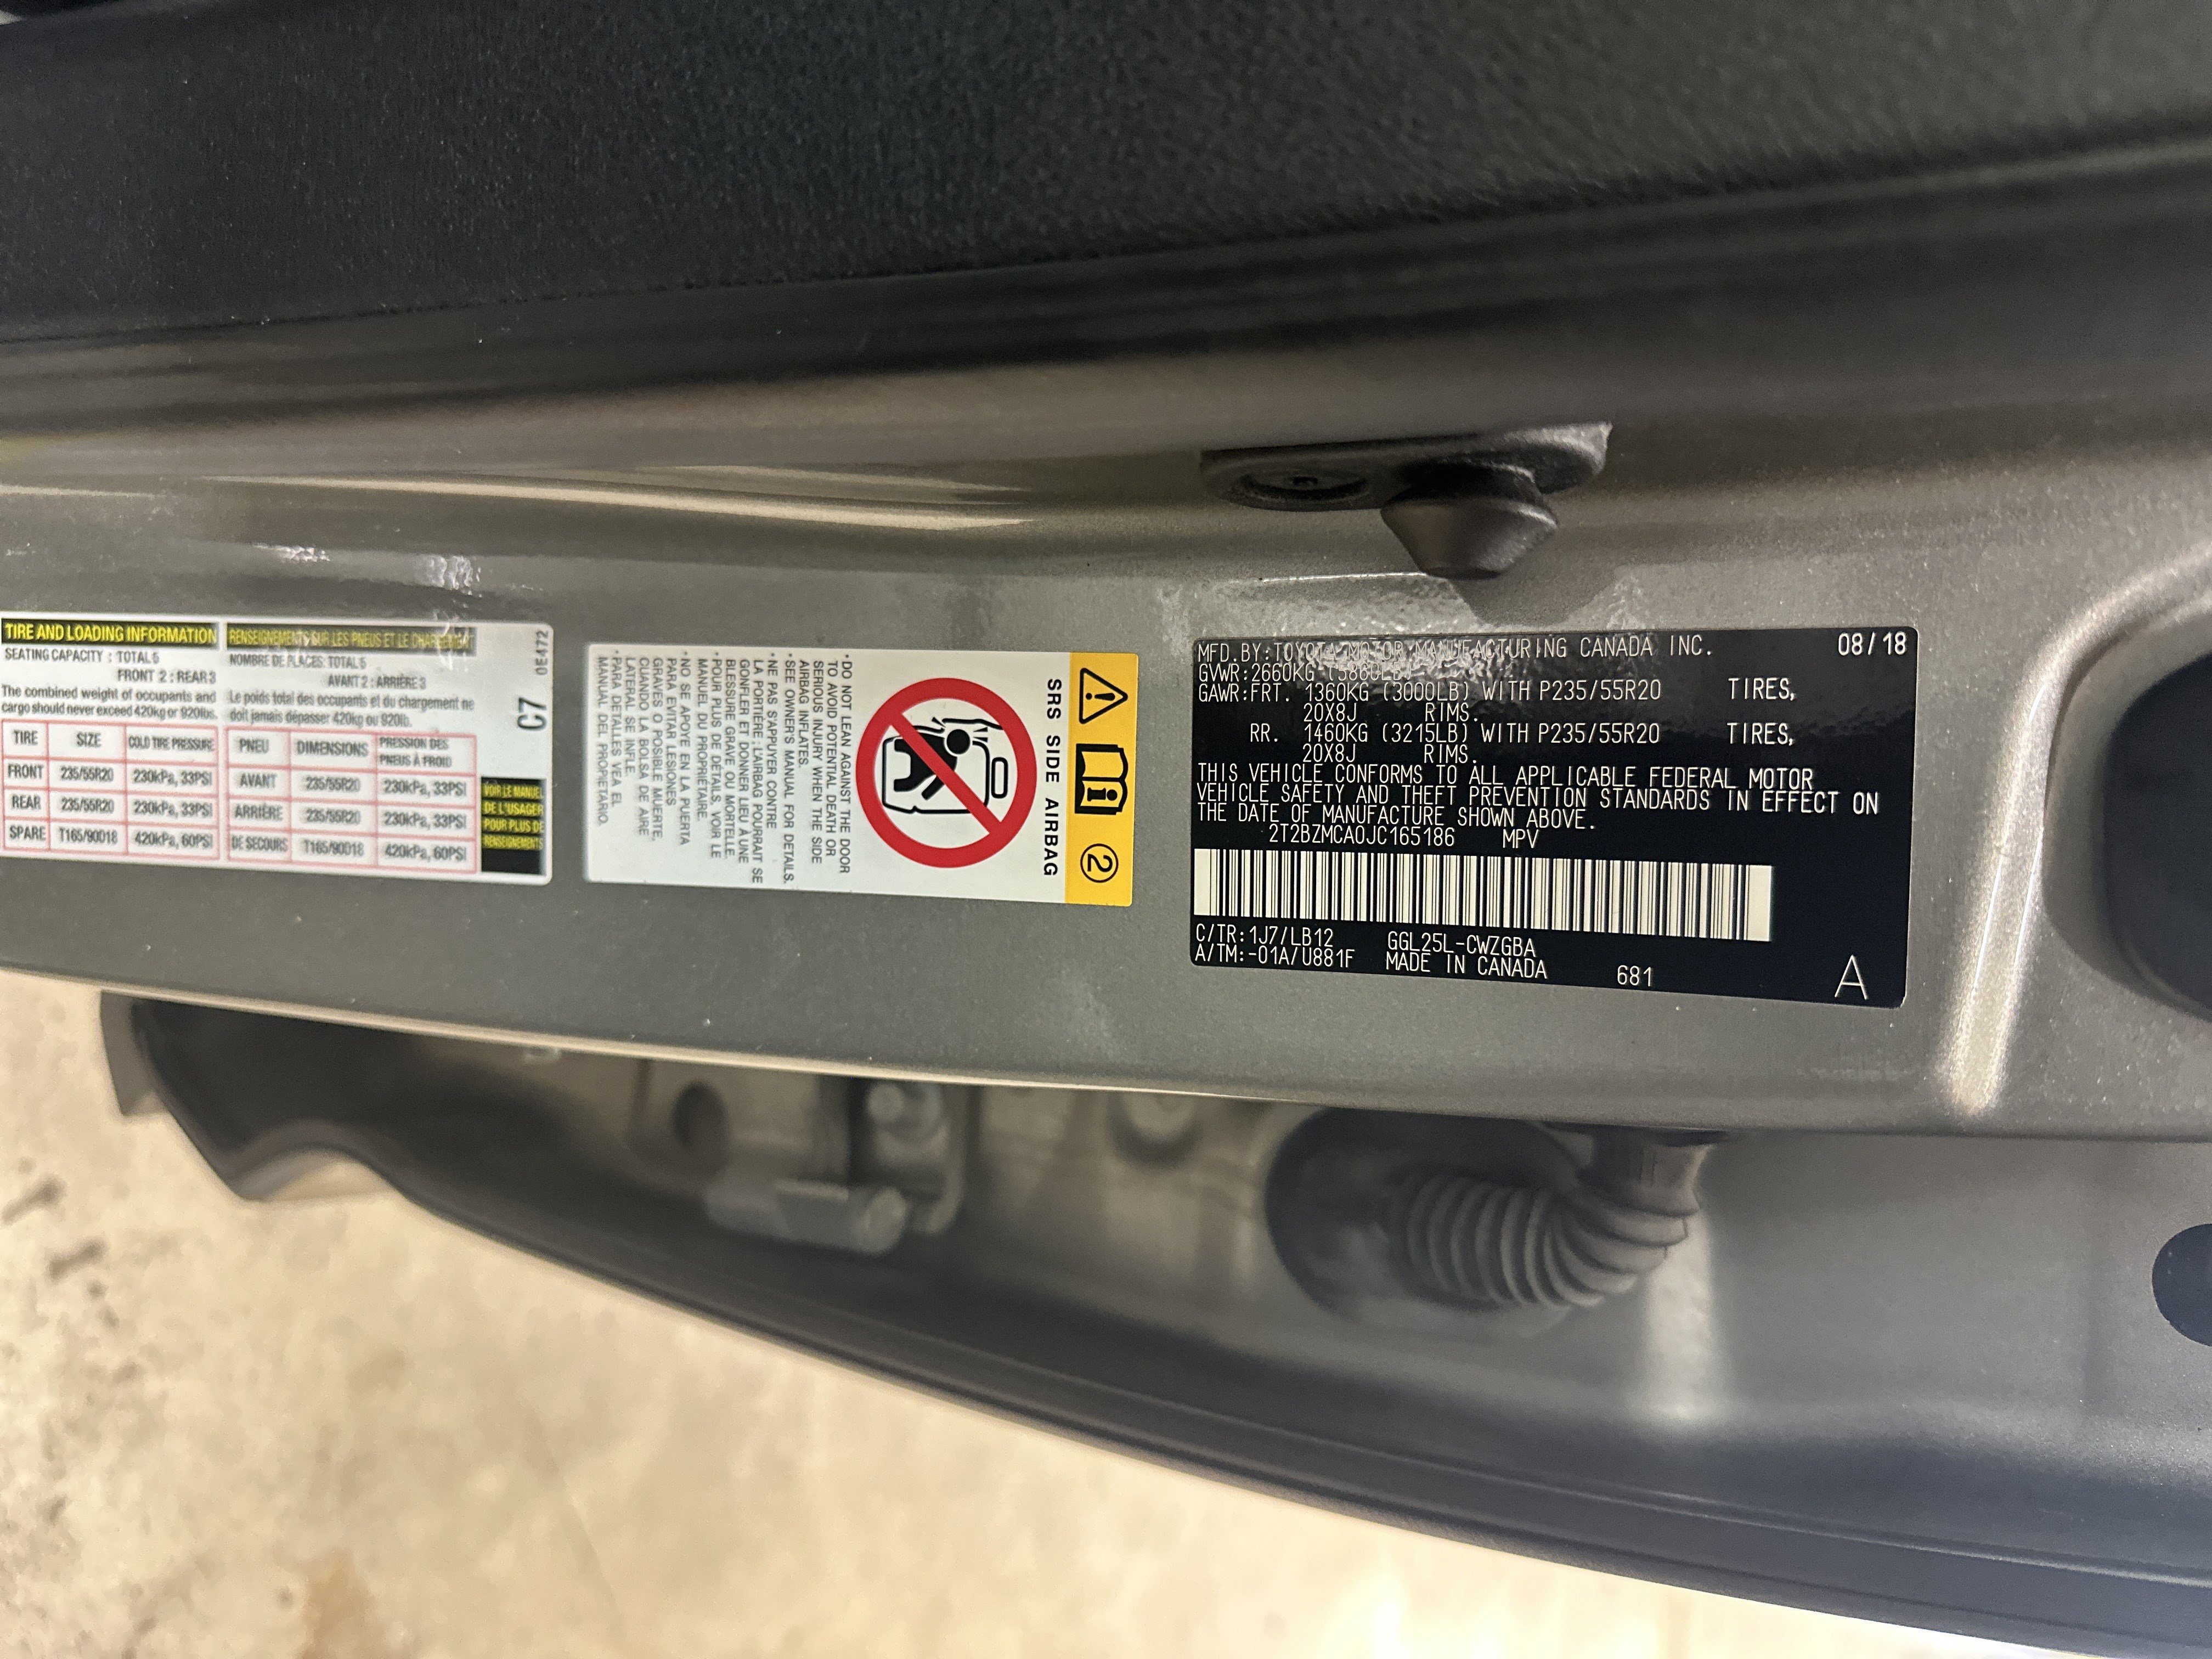 TIRE AND LOADING INFORMATION
SEATING CAPACITY : TOTAL 5
FRONT 2 : REAR 3
The combined weight of occupants and
cargo should never exceed 420kg or 920lbs.
TIRE SIZE COLD TIRE PRESSURE
FRONT 235/55R20 230kPa, 33PSI
REAR 235/55R20 230kPa, 33PSI
SPARE T165/90D18 420kPa, 60PSI
RENSEIGNEMENTS SUR LES PNEUS ET LE CHARGEMENT
NOMBRE DE PLACES: TOTAL 5
AVANT 2 : ARRIÈRE 3
Le poids total des occupants et du chargement ne
doit jamais dépasser 420kg ou 920lb.
PNEU DIMENSIONS PRESSION DES
PNEUS À FROID
AVANT 235/55R20 230kPa, 33PSI
ARRIÈRE 235/55R20 230kPa, 33PSI
DE SECOURS T165/90D18 420kPa, 60PSI
VOIR LE MANUEL
DE L'USAGER
POUR PLUS DE
RENSEIGNEMENTS
0E472
C7
2
SRS SIDE AIRBAG
•DO NOT LEAN AGAINST THE DOOR
TO AVOID POTENTIAL DEATH OR
SERIOUS INJURY WHEN THE SIDE
AIRBAG INFLATES.
•SEE OWNER'S MANUAL FOR DETAILS.
•NE PAS S'APPUYER CONTRE
LA PORTIÈRE : L'AIRBAG POURRAIT SE
GONFLER ET DONNER LIEU À UNE
BLESSURE GRAVE OU MORTELLE.
•POUR PLUS DE DÉTAILS, VOIR LE
MANUEL DU PROPRIÉTAIRE.
•NO SE APOYE EN LA PUERTA
PARA EVITAR LESIONES
GRAVES O POSIBLE MUERTE,
CUANDO LA BOLSA DE AIRE
LATERAL SE INFLE.
•PARA DETALLES VEA EL
MANUAL DEL PROPIETARIO.
MFD.BY:TOYOTA MOTOR MANUFACTURING CANADA INC. 08/18
GVWR:2660KG (5860LB)
GAWR:FRT. 1360KG (3000LB) WITH P235/55R20 TIRES,
20X8J RIMS.
RR. 1460KG (3215LB) WITH P235/55R20 TIRES,
20X8J RIMS.
THIS VEHICLE CONFORMS TO ALL APPLICABLE FEDERAL MOTOR
VEHICLE SAFETY AND THEFT PREVENTION STANDARDS IN EFFECT ON
THE DATE OF MANUFACTURE SHOWN ABOVE.
2T2BZMCA0JC165186 MPV
C/TR:1J7/LB12 GGL25L-CWZGBA
A/TM:-01A/U881F MADE IN CANADA 681 A